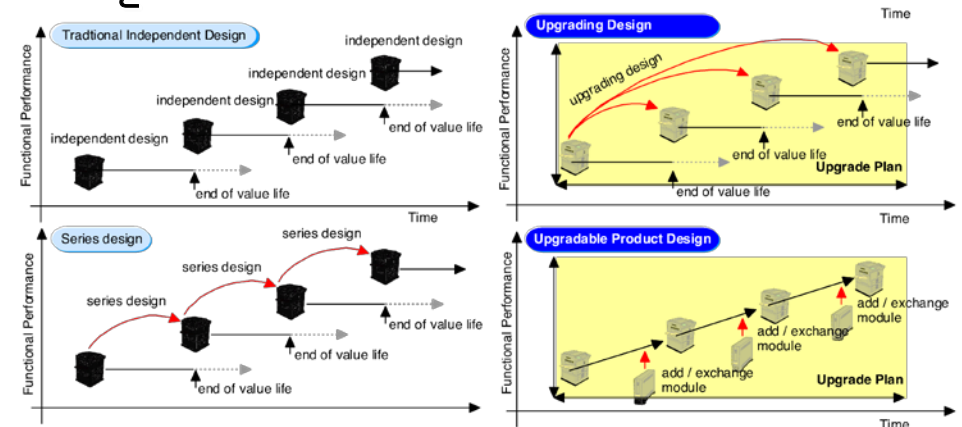 Tradtional Independent Design
Functional Performance
independent design
independent design
independent design
independent design
end of value life
end of value life
end of value life
Time
Time
Upgrading Design
Functional Performance
upgrading design
end of value life
end of value life
end of value life
Upgrade Plan
Time
Series design
Functional Performance
series design
series design
series design
end of value life
end of value life
end of value life
Upgradable Product Design
Functional Performance
add / exchange
module
add / exchange
module
add / exchange
module
Upgrade Plan
Time